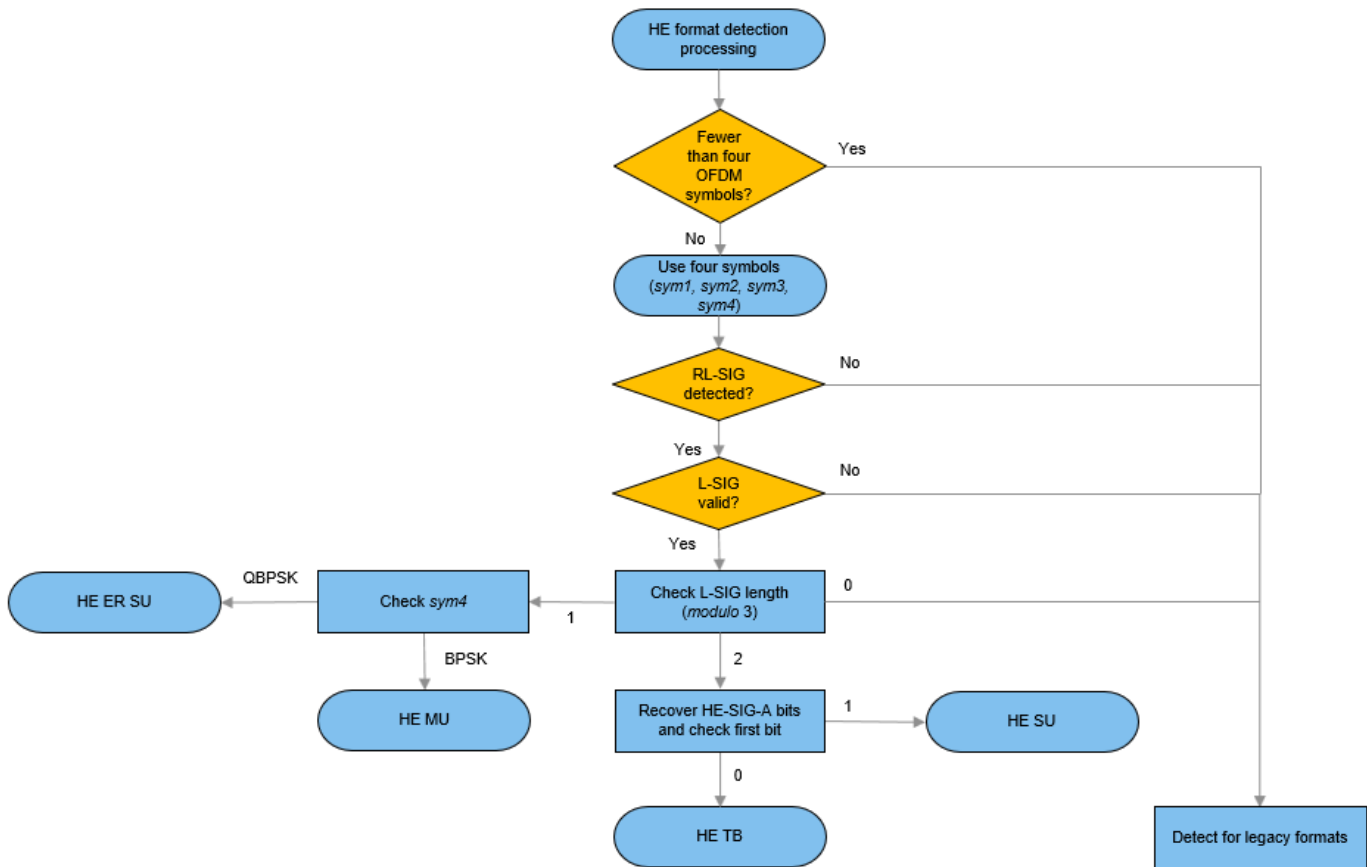 HE format detection
processing
Fewer
than four
OFDM
symbols?
Yes
No
Use four symbols
(sym1, sym2, sym3,
sym4)
RL-SIG
detected?
No
Yes
L-SIG
valid?
No
Yes
HE ER SU
QBPSK
Check sym4
1
Check L-SIG length
(modulo 3)
0
BPSK
2
HE MU
Recover HE-SIG-A bits
and check first bit
1
HE SU
0
HE TB
Detect for legacy formats